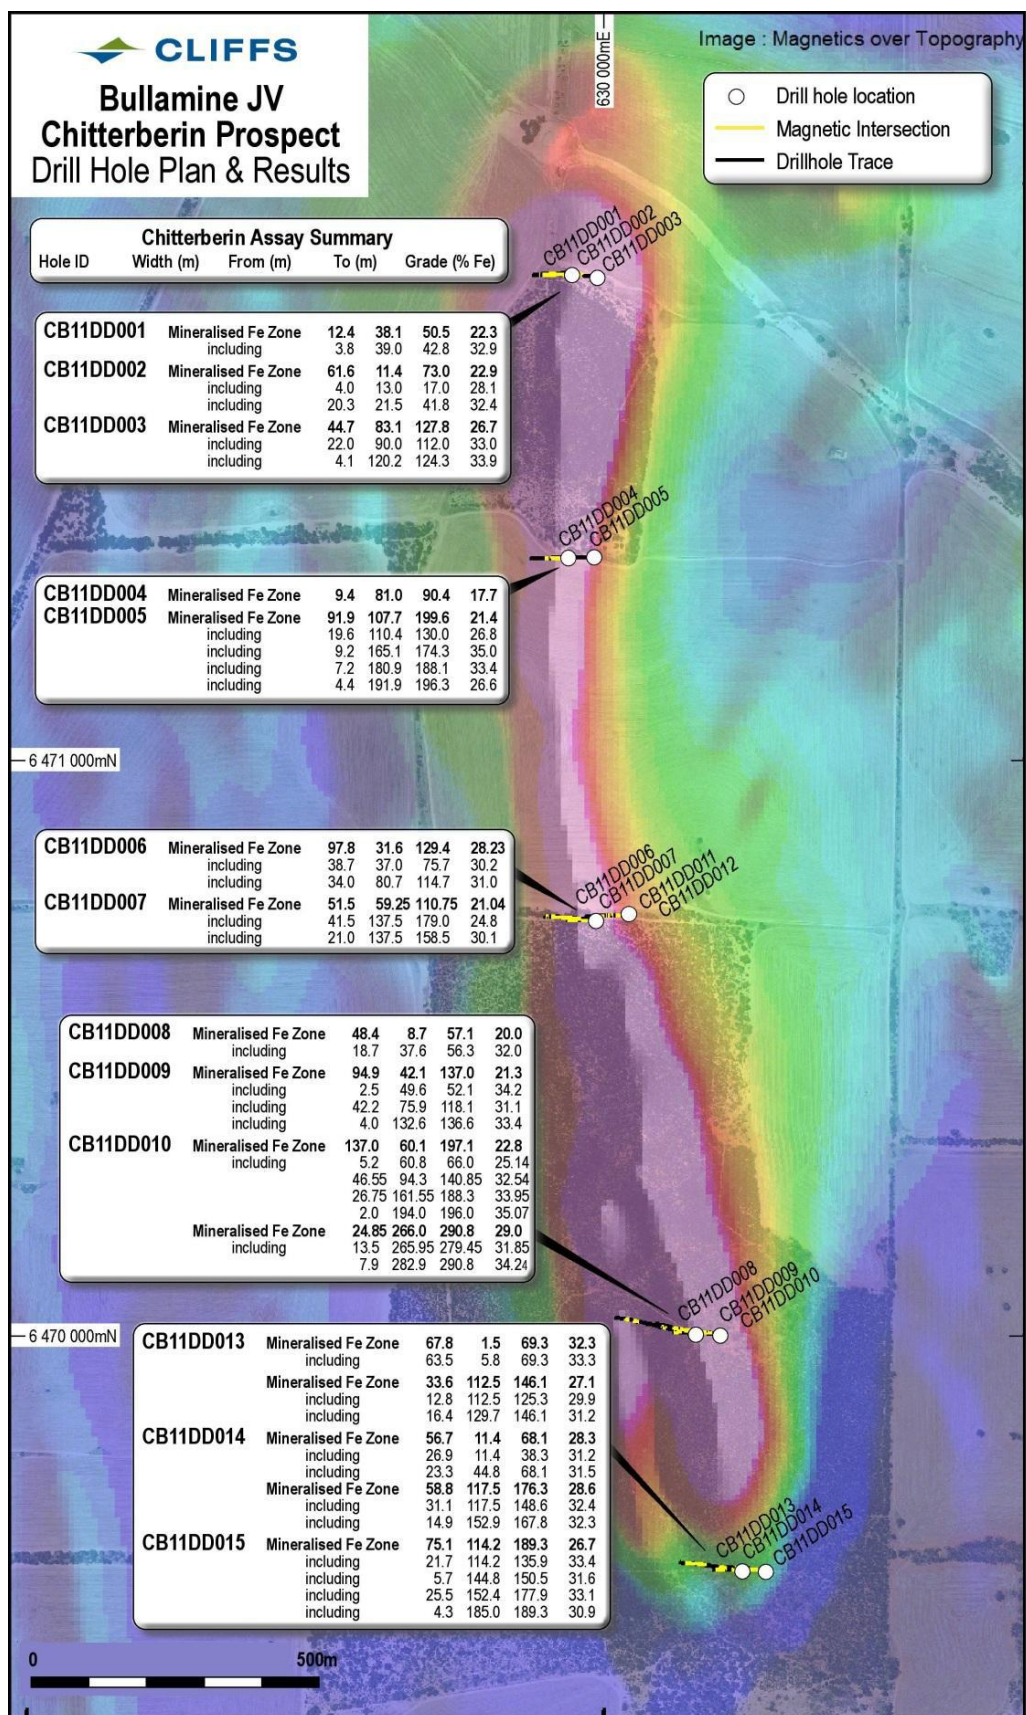 CLIFFS
Bullamine JV
Chitterberin Prospect
Drill Hole Plan & Results
630 000mE
Image : Magnetics over Topography
Drill hole location
Magnetic Intersection
Drillhole Trace
Chitterberin Assay Summary
Hole ID Width (m) From (m) To (m) Grade (% Fe)
CB11DD001
CB11DD002
CB11DD003
CB11DD001 Mineralised Fe Zone 12.4 38.1 50.5 22.3
including 3.8 39.0 42.8 32.9
CB11DD002 Mineralised Fe Zone 61.6 11.4 73.0 22.9
including 4.0 13.0 17.0 28.1
including 20.3 21.5 41.8 32.4
CB11DD003 Mineralised Fe Zone 44.7 83.1 127.8 26.7
including 22.0 90.0 112.0 33.0
including 4.1 120.2 124.3 33.9
CB11DD004
CB11DD005
CB11DD004 Mineralised Fe Zone 9.4 81.0 90.4 17.7
CB11DD005 Mineralised Fe Zone 91.9 107.7 199.6 21.4
including 19.6 110.4 130.0 26.8
including 9.2 165.1 174.3 35.0
including 7.2 180.9 188.1 33.4
including 4.4 191.9 196.3 26.6
6 471 000mN
CB11DD006 Mineralised Fe Zone 97.8 31.6 129.4 28.23
including 38.7 37.0 75.7 30.2
including 34.0 80.7 114.7 31.0
CB11DD007 Mineralised Fe Zone 51.5 59.25 110.75 21.04
including 41.5 137.5 179.0 24.8
including 21.0 137.5 158.5 30.1
CB11DD006
CB11DD007
CB11DD011
CB11DD012
CB11DD008 Mineralised Fe Zone 48.4 8.7 57.1 20.0
including 18.7 37.6 56.3 32.0
CB11DD009 Mineralised Fe Zone 94.9 42.1 137.0 21.3
including 2.5 49.6 52.1 34.2
including 42.2 75.9 118.1 31.1
including 4.0 132.6 136.6 33.4
CB11DD010 Mineralised Fe Zone 137.0 60.1 197.1 22.8
including 5.2 60.8 66.0 25.14
46.55 94.3 140.85 32.54
26.75 161.55 188.3 33.95
2.0 194.0 196.0 35.07
Mineralised Fe Zone 24.85 266.0 290.8 29.0
including 13.5 265.95 279.45 31.85
7.9 282.9 290.8 34.24
CB11DD008
CB11DD009
CB11DD010
6 470 000mN
CB11DD013 Mineralised Fe Zone 67.8 1.5 69.3 32.3
including 63.5 5.8 69.3 33.3
Mineralised Fe Zone 33.6 112.5 146.1 27.1
including 12.8 112.5 125.3 29.9
including 16.4 129.7 146.1 31.2
CB11DD014 Mineralised Fe Zone 56.7 11.4 68.1 28.3
including 26.9 11.4 38.3 31.2
including 23.3 44.8 68.1 31.5
Mineralised Fe Zone 58.8 117.5 176.3 28.6
including 31.1 117.5 148.6 32.4
including 14.9 152.9 167.8 32.3
CB11DD015 Mineralised Fe Zone 75.1 114.2 189.3 26.7
including 21.7 114.2 135.9 33.4
including 5.7 144.8 150.5 31.6
including 25.5 152.4 177.9 33.1
including 4.3 185.0 189.3 30.9
CB11DD013
CB11DD014
CB11DD015
0 500m